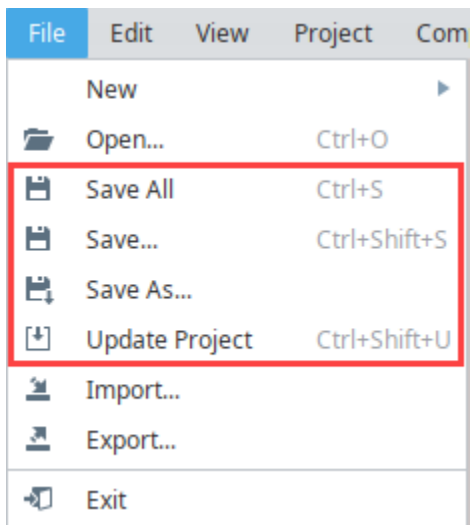 File Edit View Project Com
New
Open... Ctrl+O
Save All Ctrl+S
Save... Ctrl+Shift+S
Save As...
Update Project Ctrl+Shift+U
Import...
Export...
Exit